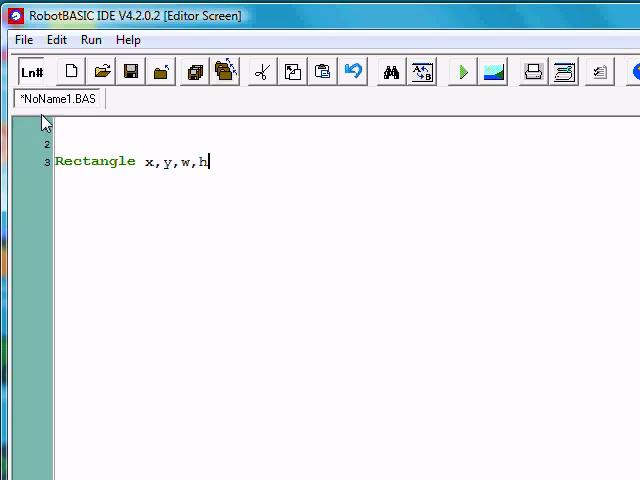 RobotBASIC IDE V4.2.0.2 [Editor Screen]
File Edit Run Help
Ln#
*NoName1.BAS
2
3 Rectangle x,y,w,h